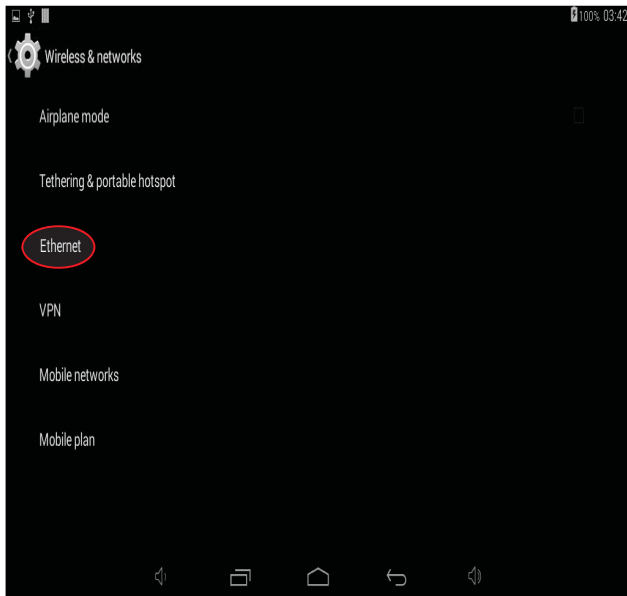 100% 03:42
Wireless & networks
Airplane mode
Tethering & portable hotspot
Ethernet
VPN
Mobile networks
Mobile plan